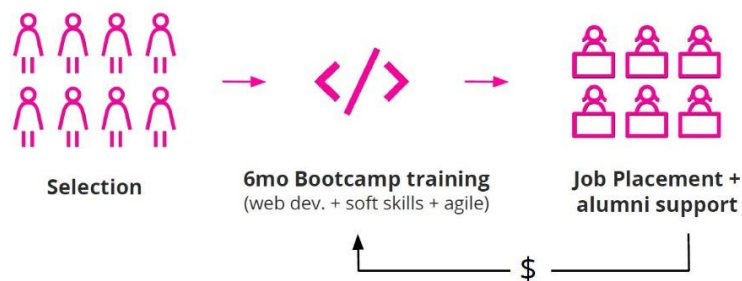 </>
Selection
6mo Bootcamp training
(web dev. + soft skills + agile)
Job Placement +
alumni support
$